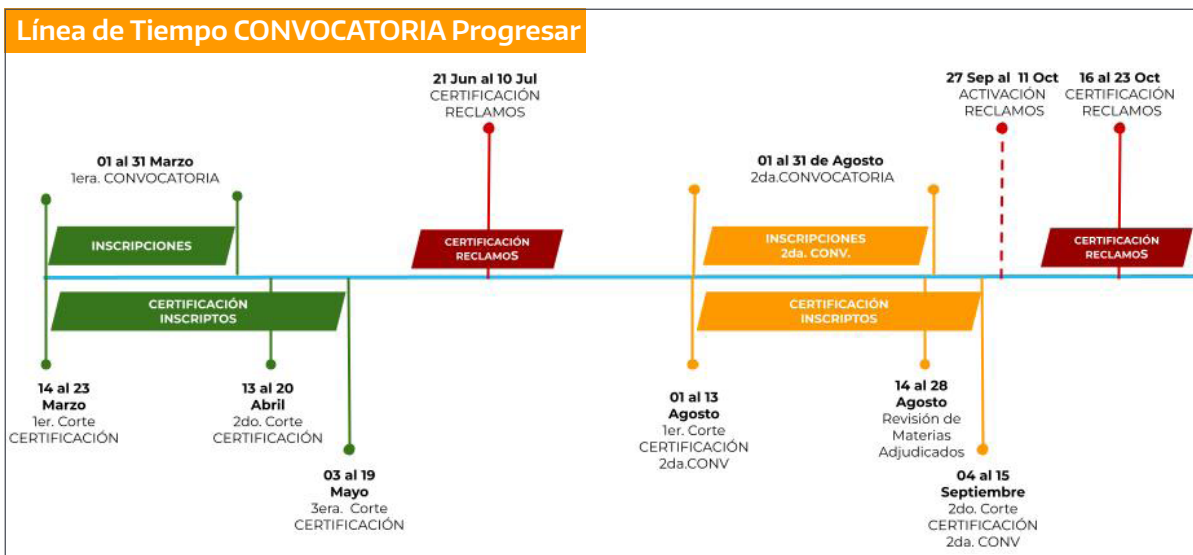 Línea de Tiempo CONVOCATORIA Progresar
21 Jun al 10 Jul
CERTIFICACIÓN
RECLAMOS
27 Sep al 11 Oct
ACTIVACIÓN
RECLAMOS
16 al 23 Oct
CERTIFICACIÓN
RECLAMOS
01 al 31 Marzo
1era. CONVOCATORIA
01 al 31 de Agosto
2da.CONVOCATORIA
INSCRIPCIONES
CERTIFICACIÓN
RECLAMOS
INSCRIPCIONES
2da. CONV.
CERTIFICACIÓN
RECLAMOS
CERTIFICACIÓN
INSCRIPTOS
CERTIFICACIÓN
INSCRIPTOS
14 al 23
Marzo
1er. Corte
CERTIFICACIÓN
13 al 20
Abril
2do. Corte
CERTIFICACIÓN
03 al 19
Mayo
3era. Corte
CERTIFICACIÓN
01 al 13
Agosto
1er. Corte
CERTIFICACIÓN
2da.CONV
14 al 28
Agosto
Revisión de
Materias
Adjudicados
04 al 15
Septiembre
2do. Corte
CERTIFICACIÓN
2da. CONV